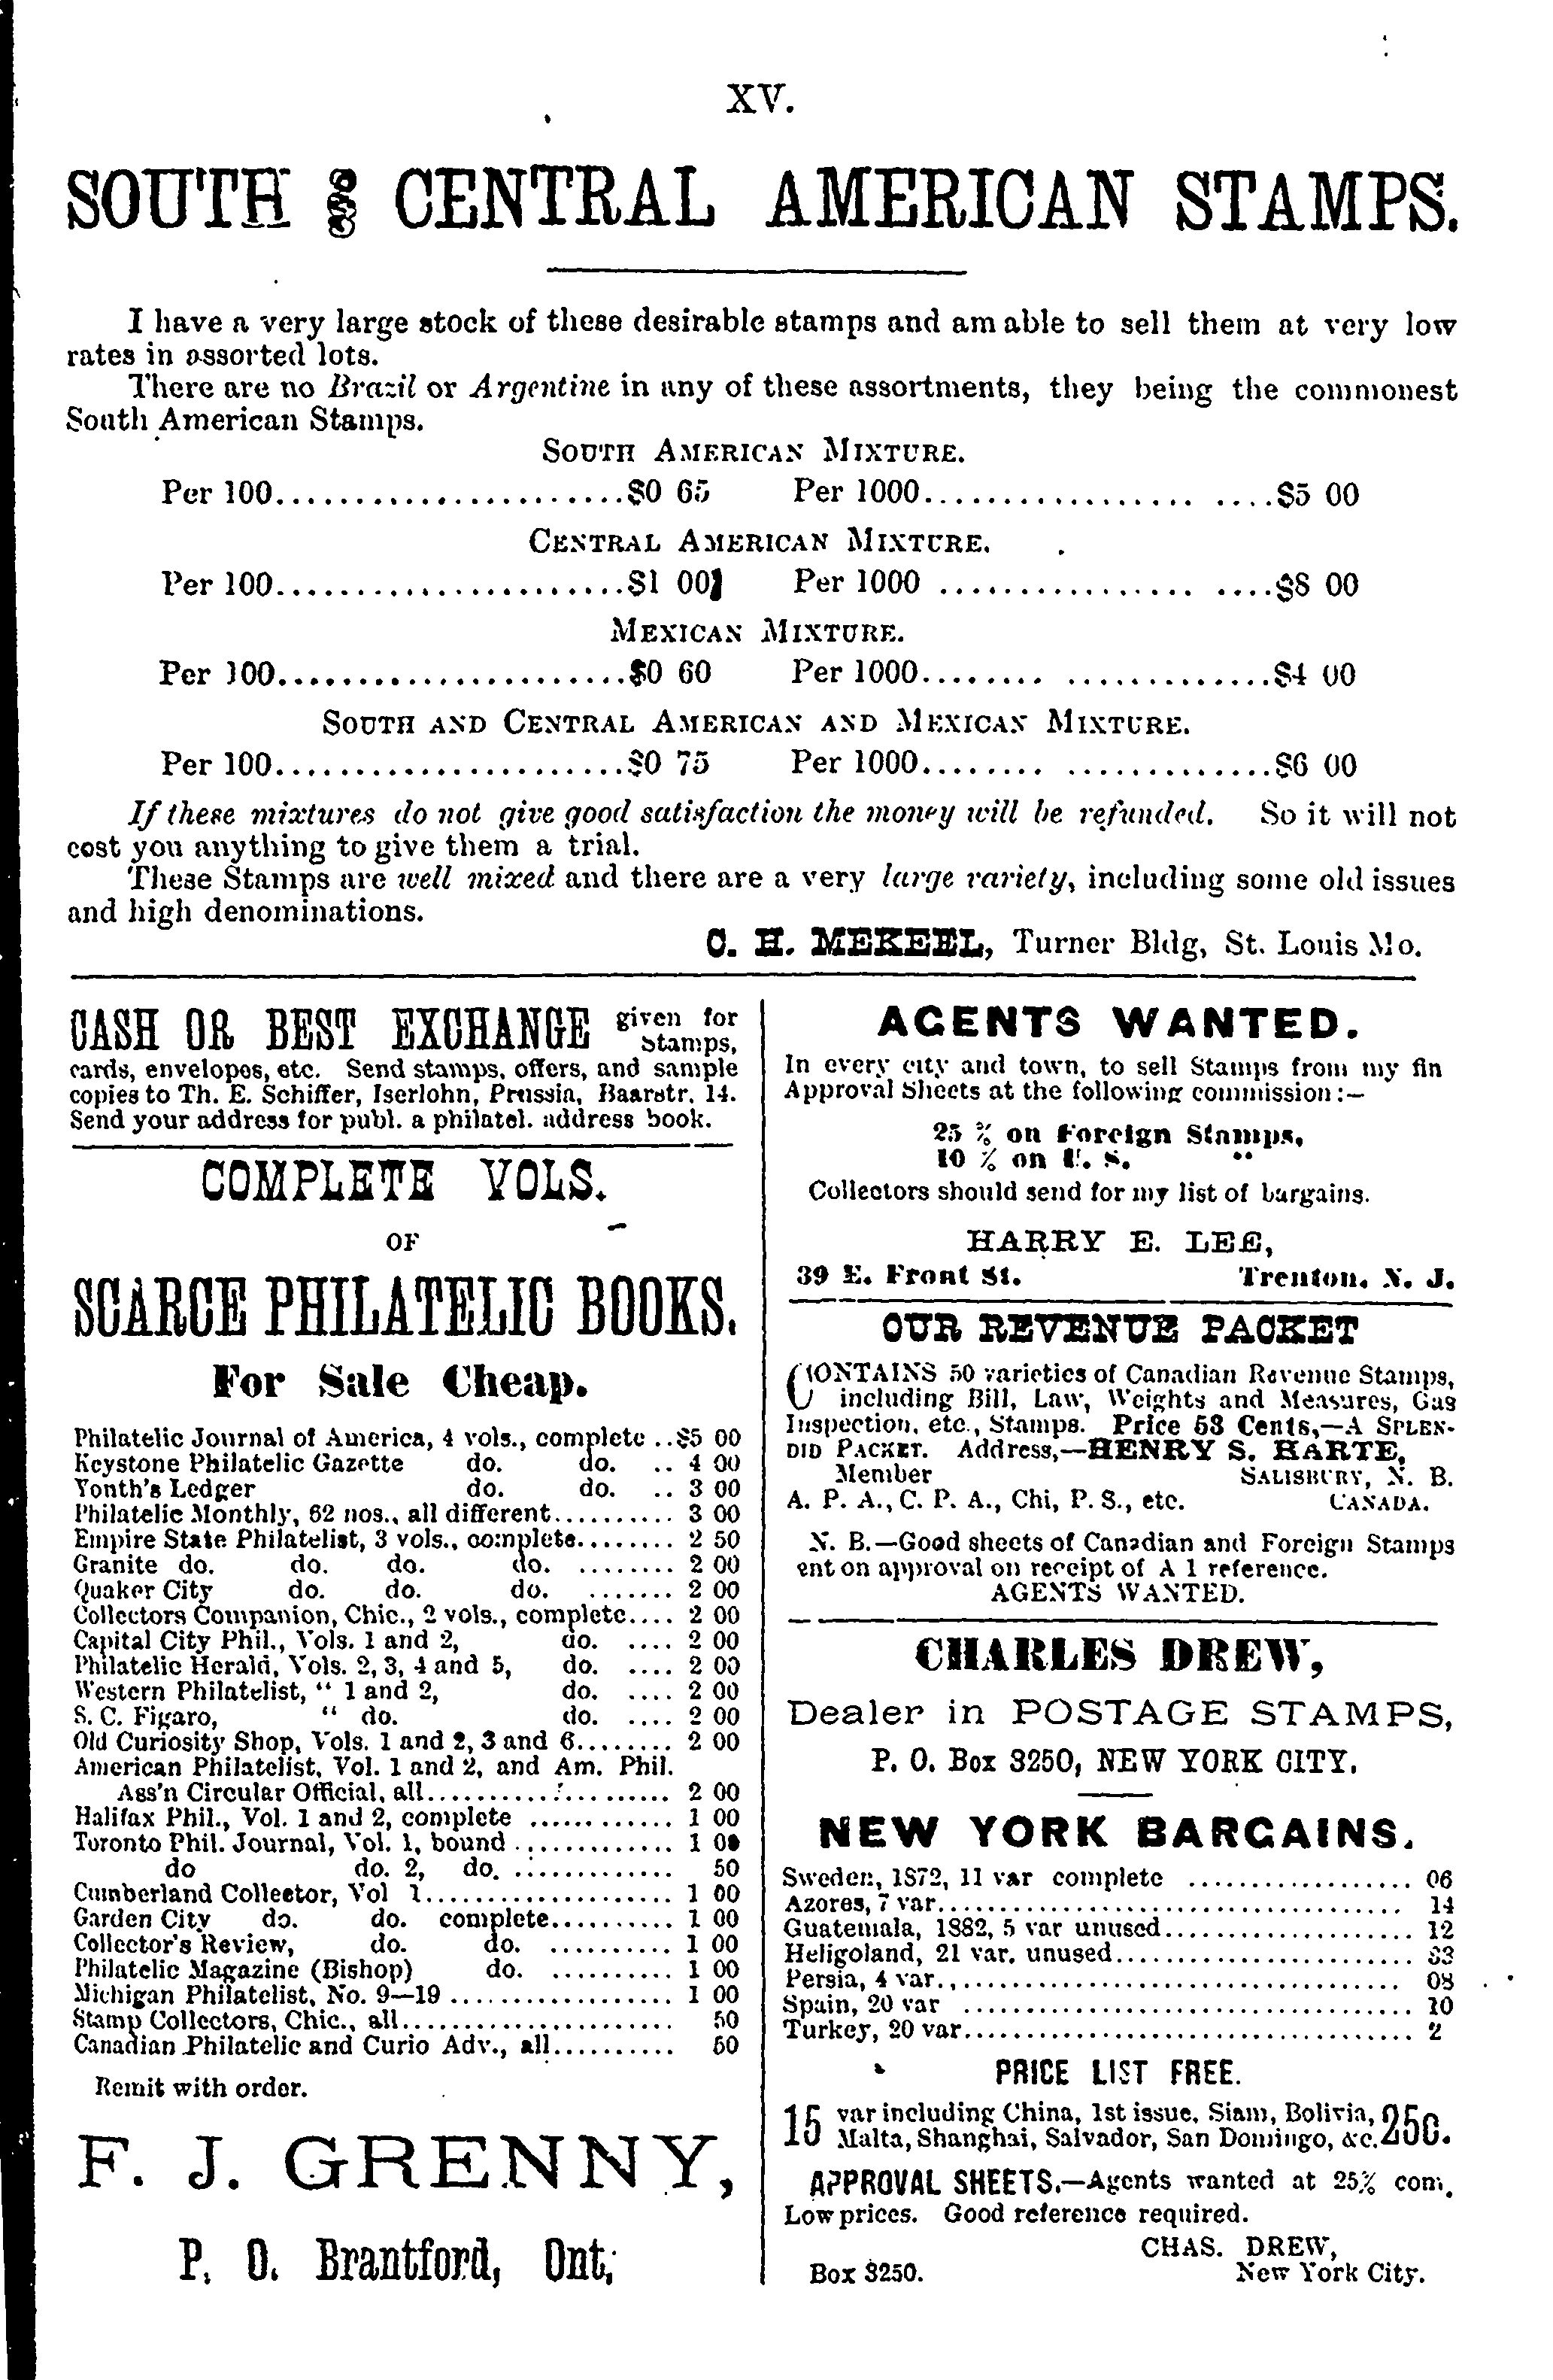 XV.
SOUTH & CENTRAL AMERICAN STAMPS.
I have a very large stock of these desirable stamps and am able to sell them at very low
rates in assorted lots.
There are no Brazil or Argentine in any of these assortments, they being the commonest
South American Stamps.
SOUTH AMERICAN MIXTURE.
Per 100......................$0 65 Per 1000................. ....$5 00
CENTRAL AMERICAN MIXTURE.
Per 100......................$1 00 Per 1000 ................ ....$8 00
MEXICAN MIXTURE.
Per 100......................$0 60 Per 1000........ .............$4 00
SOUTH AND CENTRAL AMERICAN AND MEXICAN MIXTURE.
Per 100......................$0 75 Per 1000........ .............$6 00
If these mixtures do not give good satisfaction the money will be refunded. So it will not
cost you anything to give them a trial.
These Stamps are well mixed and there are a very large variety, including some old issues
and high denominations.
C. H. MEKEEL, Turner Bldg, St. Louis Mo.
CASH OR BEST EXCHANGE given for
Stamps,
cards, envelopes, etc. Send stamps, offers, and sample
copies to Th. E. Schiffer, Iserlohn, Prussia, Baarstr. 14.
Send your address for publ. a philatel. address book.
COMPLETE VOLS.
OF
SCARCE PHILATELIC BOOKS.
For Sale Cheap.
Philatelic Journal of America, 4 vols., complete ..$5 00
Keystone Philatelic Gazette do. do. .. 4 00
Youth's Ledger do. do. .. 3 00
Philatelic Monthly, 62 nos., all different........... 3 00
Empire State Philatelist, 3 vols., complete........ 2 50
Granite do. do. do. do. ......... 2 00
Quaker City do. do. do. ....... 2 00
Collectors Companion, Chic., 2 vols., complete.... 2 00
Capital City Phil., Vols. 1 and 2, do. .... 2 00
Philatelic Herald, Vols. 2, 3, 4 and 5, do. .... 2 00
Western Philatelist, " 1 and 2, do. .... 2 00
S. C. Figaro, " do. do. .... 2 00
Old Curiosity Shop, Vols. 1 and 2, 3 and 6........ 2 00
American Philatelist, Vol. 1 and 2, and Am. Phil.
Ass'n Circular Official, all..................... 2 00
Halifax Phil., Vol. 1 and 2, complete ............ 1 00
Toronto Phil. Journal, Vol. 1, bound .............. 1 00
do do. 2, do. .............. 50
Cumberland Collector, Vol 1..................... 1 00
Garden City do. do. complete........... 1 00
Collector's Review, do. do. ........... 1 00
Philatelic Magazine (Bishop) do. ........... 1 00
Michigan Philatelist, No. 9—19 ................... 1 00
Stamp Collectors, Chic., all....................... 50
Canadian Philatelic and Curio Adv., all........... 50
Remit with order.
F. J. GRENNY,
P. O. Brantford, Ont.
AGENTS WANTED.
In every city and town, to sell Stamps from my fin
Approval Sheets at the following commission:—
25 % on Foreign Stamps,
10 % on U. S. "
Collectors should send for my list of bargains.
HARRY E. LEE,
39 E. Front St. Trenton, N. J.
OUR REVENUE PACKET
CONTAINS 50 varieties of Canadian Revenue Stamps,
including Bill, Law, Weights and Measures, Gas
Inspection, etc., Stamps. Price 53 Cents,—A SPLEN-
DID PACKET. Address,—HENRY S. HARTE,
Member SALISBURY, N. B.
A. P. A., C. P. A., Chi, P. S., etc. CANADA.
N. B.—Good sheets of Canadian and Foreign Stamps
ent on approval on receipt of A 1 reference.
AGENTS WANTED.
CHARLES DREW,
Dealer in POSTAGE STAMPS,
P. O. Box 3250, NEW YORK CITY.
NEW YORK BARGAINS.
Sweden, 1872, 11 var complete .................. 06
Azores, 7 var..................................... 14
Guatemala, 1882, 5 var unused.................... 12
Heligoland, 21 var. unused........................ 33
Persia, 4 var..................................... 08
Spain, 20 var .................................... 10
Turkey, 20 var.................................... 2
PRICE LIST FREE.
15 var including China, 1st issue, Siam, Bolivia,
Malta, Shanghai, Salvador, San Domingo, &c. 25c.
APPROVAL SHEETS.—Agents wanted at 25% com.
Low prices. Good reference required.
CHAS. DREW,
Box 3250. New York City.